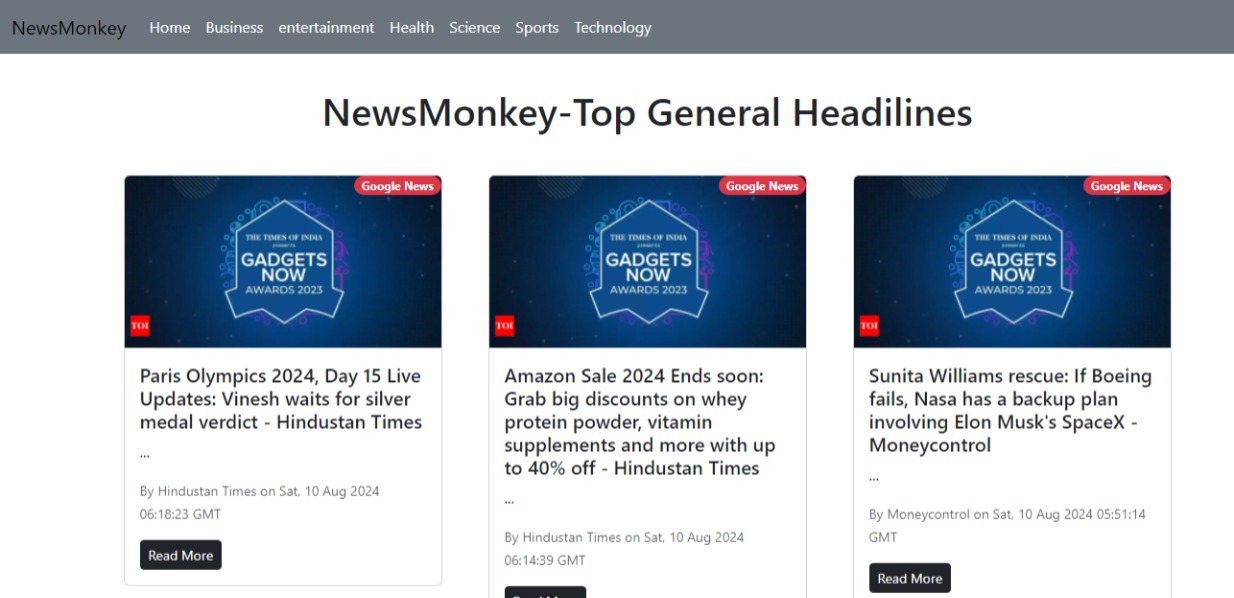 NewsMonkey Home Business entertainment Health Science Sports Technology
NewsMonkey-Top General Headilines
Google News
THE TIMES OF INDIA
presents
GADGETS
NOW
AWARDS 2023
TOI
Paris Olympics 2024, Day 15 Live
Updates: Vinesh waits for silver
medal verdict - Hindustan Times
...
By Hindustan Times on Sat, 10 Aug 2024
06:18:23 GMT
Read More
Google News
THE TIMES OF INDIA
presents
GADGETS
NOW
AWARDS 2023
TOI
Amazon Sale 2024 Ends soon:
Grab big discounts on whey
protein powder, vitamin
supplements and more with up
to 40% off - Hindustan Times
...
By Hindustan Times on Sat, 10 Aug 2024
06:14:39 GMT
Google News
THE TIMES OF INDIA
presents
GADGETS
NOW
AWARDS 2023
TOI
Sunita Williams rescue: If Boeing
fails, Nasa has a backup plan
involving Elon Musk's SpaceX -
Moneycontrol
...
By Moneycontrol on Sat, 10 Aug 2024 05:51:14
GMT
Read More